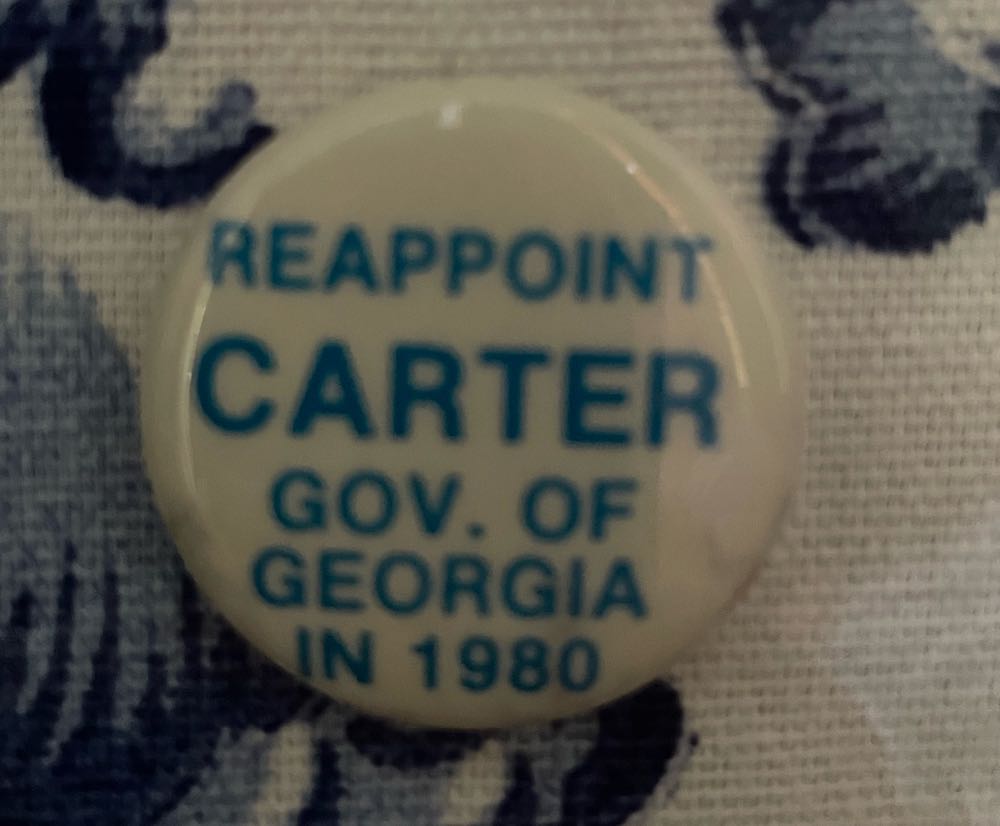 REAPPOINT
CARTER
GOV. OF
GEORGIA
IN 1980